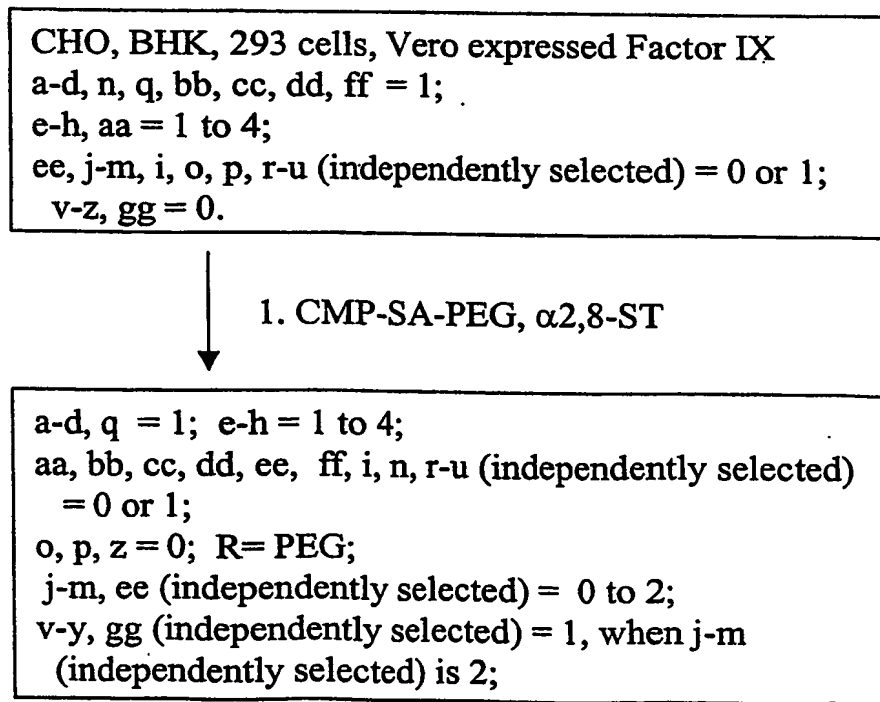 CHO, BHK, 293 cells, Vero expressed Factor IX
a-d, n, q, bb, cc, dd, ff = 1;
e-h, aa = 1 to 4;
ee, j-m, i, o, p, r-u (independently selected) = 0 or 1;
v-z, gg = 0.
1. CMP-SA-PEG, α2,8-ST
a-d, q = 1; e-h = 1 to 4;
aa, bb, cc, dd, ee, ff, i, n, r-u (independently selected)
= 0 or 1;
o, p, z = 0; R= PEG;
j-m, ee (independently selected) = 0 to 2;
v-y, gg (independently selected) = 1, when j-m
(independently selected) is 2;